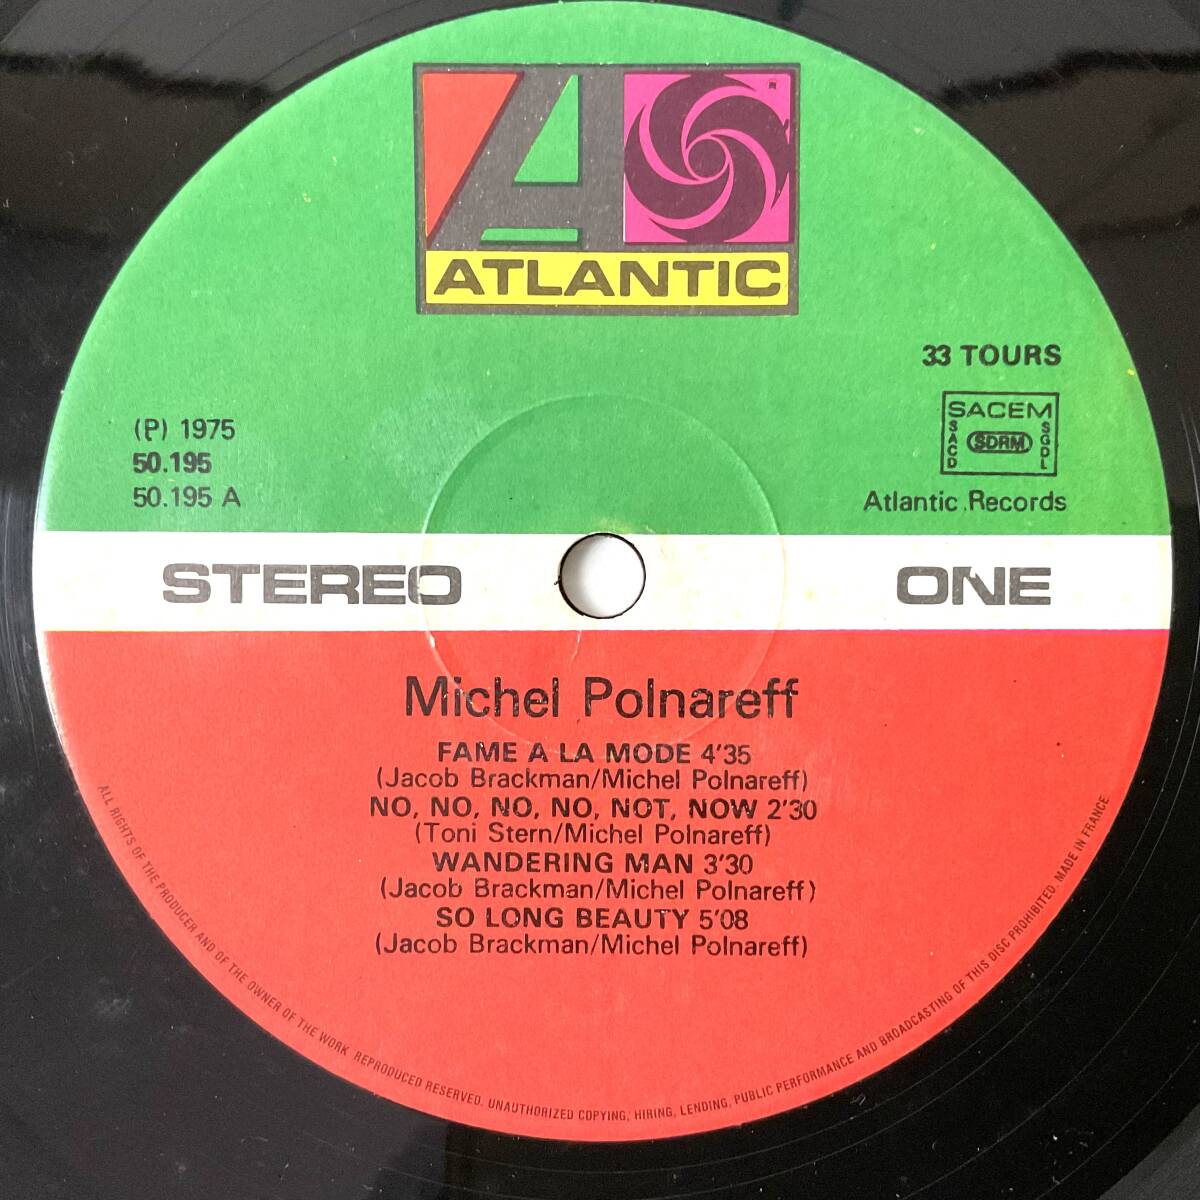 ATLANTIC
33 TOURS
SACEM
SACD
SDRM
SGDL
(P) 1975
50.195
50.195 A
Atlantic Records
STEREO
ONE
Michel Polnareff
FAME A LA MODE 4'35
(Jacob Brackman/Michel Polnareff)
NO, NO, NO, NO, NOT, NOW 2'30
(Toni Stern/Michel Polnareff)
WANDERING MAN 3'30
(Jacob Brackman/Michel Polnareff)
SO LONG BEAUTY 5'08
(Jacob Brackman/Michel Polnareff)
ALL RIGHTS OF THE PRODUCER AND OF THE OWNER OF THE WORK REPRODUCED RESERVED. UNAUTHORIZED COPYING, HIRING, LENDING, PUBLIC PERFORMANCE AND BROADCASTING OF THIS DISC PROHIBITED. MADE IN FRANCE